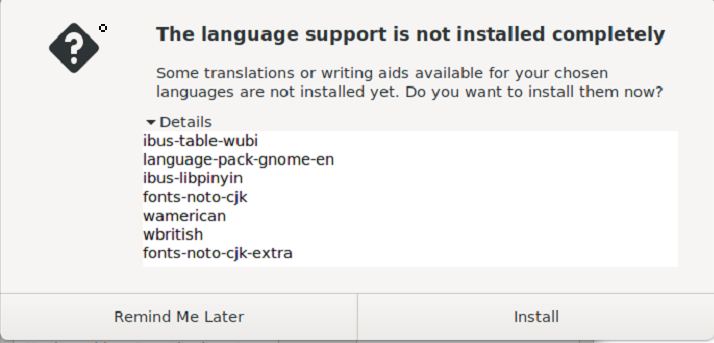 The language support is not installed completely
Some translations or writing aids available for your chosen
languages are not installed yet. Do you want to install them now?
Details
ibus-table-wubi
language-pack-gnome-en
ibus-libpinyin
fonts-noto-cjk
wamerican
wbritish
fonts-noto-cjk-extra
Remind Me Later
Install